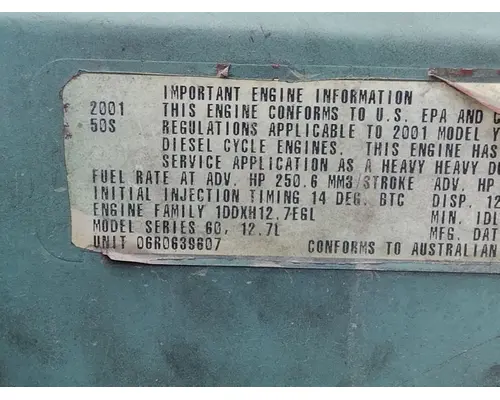 IMPORTANT ENGINE INFORMATION
2001 THIS ENGINE CONFORMS TO U.S. EPA AND
50S REGULATIONS APPLICABLE TO 2001 MODEL
DIESEL CYCLE ENGINES. THIS ENGINE HAS
SERVICE APPLICATION AS A HEAVY HEAVY
FUEL RATE AT ADV. HP 250.6 MM3/STROKE ADV. HP
INITIAL INJECTION TIMING 14 DEG. BTC DISP. 12
ENGINE FAMILY 1DDXH12.7EGL MIN. IDL
MODEL SERIES 60, 12.7L MFG. DAT
UNIT 06R0639607 CONFORMS TO AUSTRALIAN